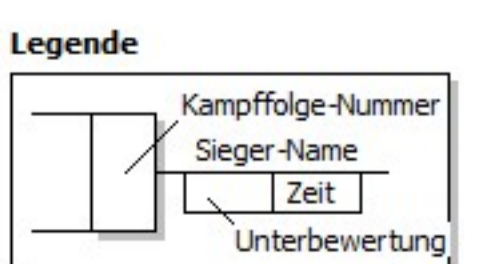 Legende
Kampffolge-Nummer
Sieger-Name
Zeit
Unterbewertung